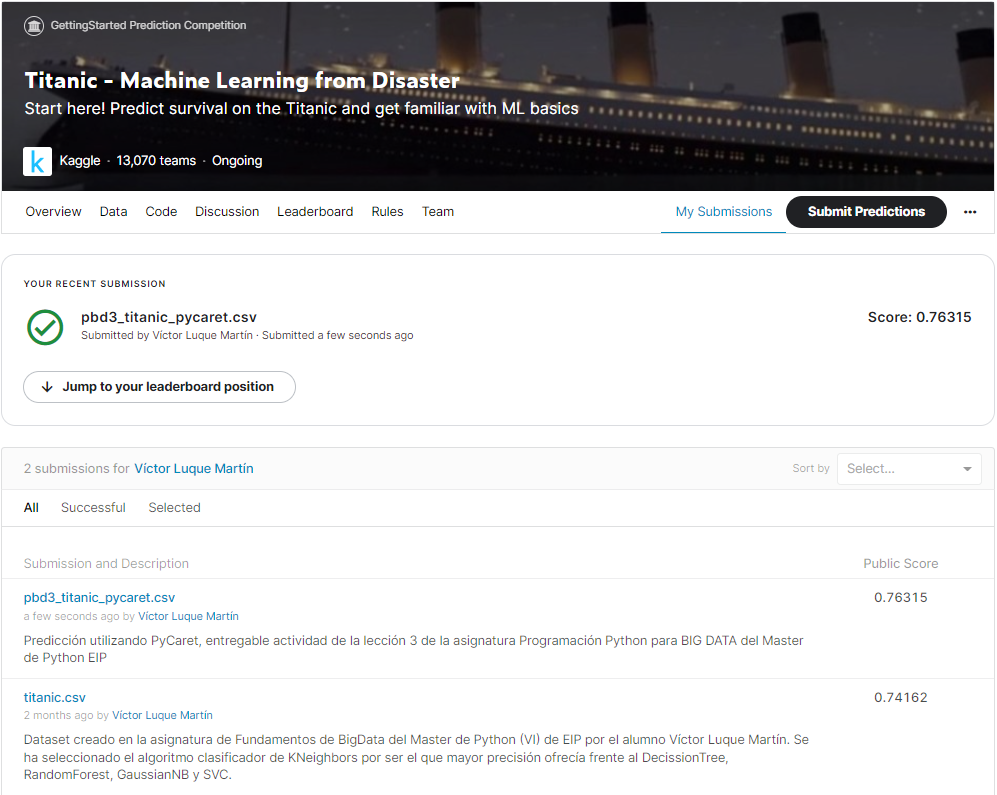 GettingStarted Prediction Competition
Titanic - Machine Learning from Disaster
Start here! Predict survival on the Titanic and get familiar with ML basics
k Kaggle · 13,070 teams · Ongoing
Overview Data Code Discussion Leaderboard Rules Team My Submissions Submit Predictions ...
YOUR RECENT SUBMISSION
pbd3_titanic_pycaret.csv Score: 0.76315
Submitted by Víctor Luque Martín · Submitted a few seconds ago
Jump to your leaderboard position
2 submissions for Víctor Luque Martín Sort by Select...
All Successful Selected
Submission and Description Public Score
pbd3_titanic_pycaret.csv 0.76315
a few seconds ago by Víctor Luque Martín
Predicción utilizando PyCaret, entregable actividad de la lección 3 de la asignatura Programación Python para BIG DATA del Master
de Python EIP
titanic.csv 0.74162
2 months ago by Víctor Luque Martín
Dataset creado en la asignatura de Fundamentos de BigData del Master de Python (VI) de EIP por el alumno Víctor Luque Martín. Se
ha seleccionado el algoritmo clasificador de KNeighbors por ser el que mayor precisión ofrecía frente al DecissionTree,
RandomForest, GaussianNB y SVC.